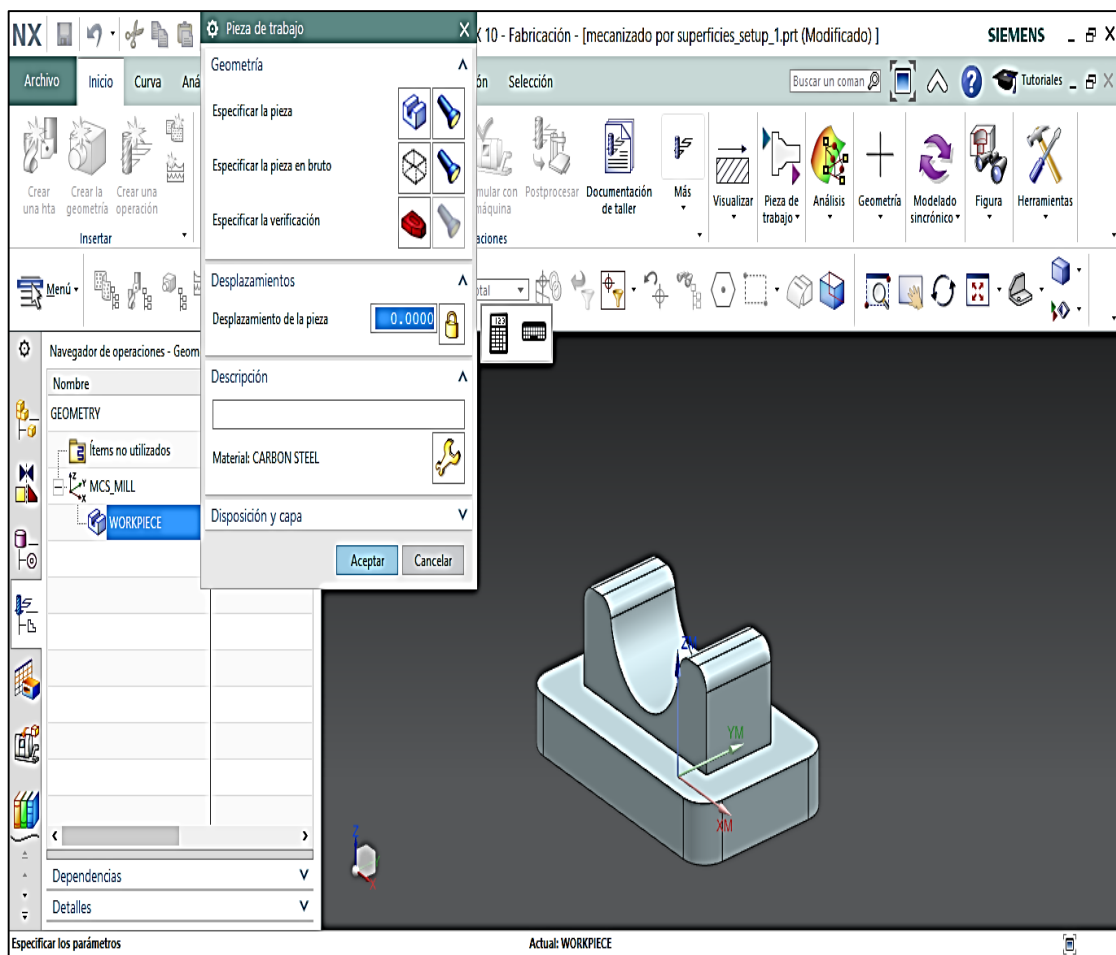 NX
Pieza de trabajo
X 10 - Fabricación - [mecanizado por superficies_setup_1.prt (Modificado) ]
SIEMENS
Archivo
Inicio
Curva
Aná
ón
Selección
Buscar un coman
Tutoriales
Geometría
Especificar la pieza
Especificar la pieza en bruto
Especificar la verificación
Crear una hta
Crear la geometría
Crear una operación
Insertar
mular con máquina
Postprocesar
Documentación de taller
Más
Visualizar
Pieza de trabajo
Análisis
Geometría
Modelado sincrónico
Figura
Herramientas
aciones
Menú
otal
Desplazamientos
Desplazamiento de la pieza
0.0000
123
Descripción
Material: CARBON STEEL
Disposición y capa
Aceptar
Cancelar
Navegador de operaciones - Geom
Nombre
GEOMETRY
Ítems no utilizados
MCS_MILL
WORKPIECE
YM
XM
Z
X
Dependencias
Detalles
Especificar los parámetros
Actual: WORKPIECE